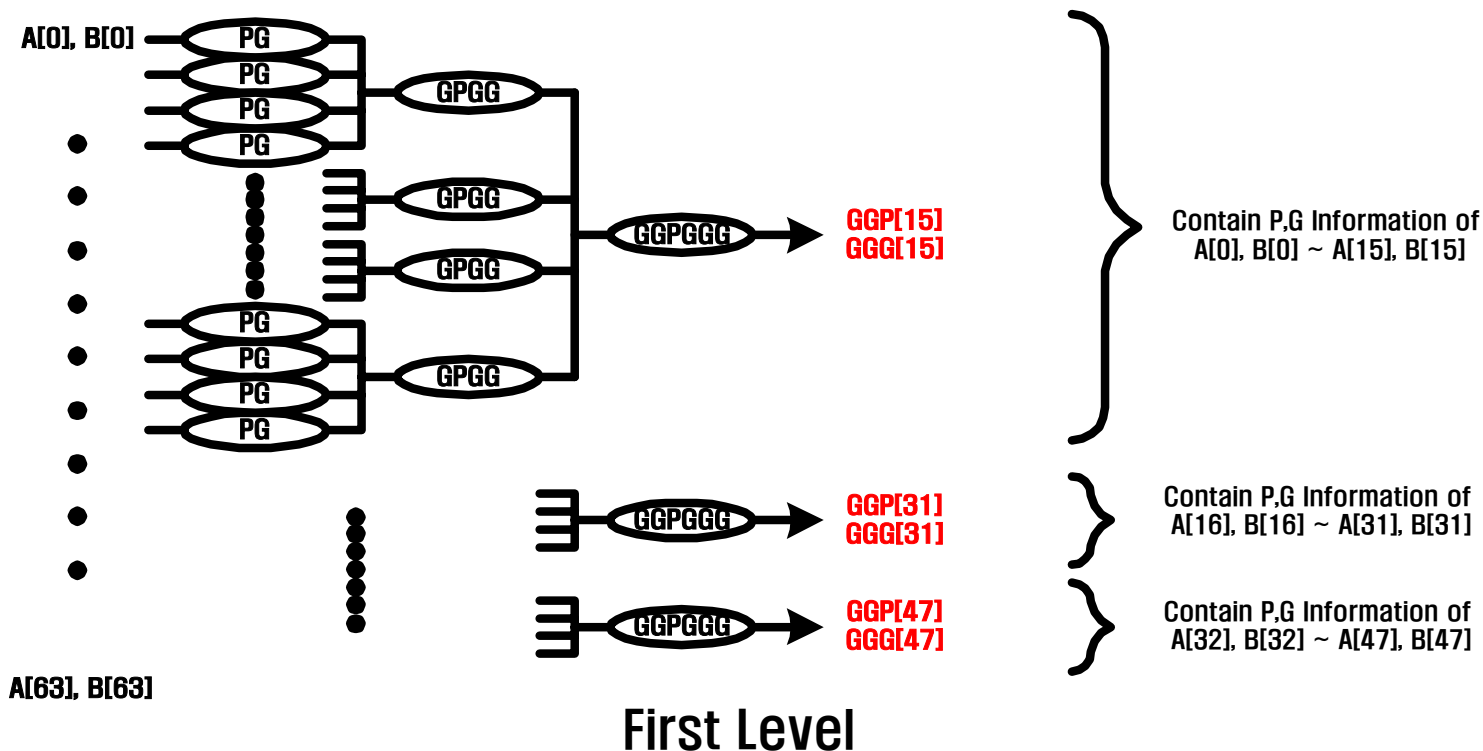 A[0], B[0]
PG
PG
PG
PG
GPGG
GPGG
GPGG
PG
PG
PG
PG
GPGG
GGPGGG
GGP[15]
GGG[15]
Contain P,G Information of
A[0], B[0] ~ A[15], B[15]
GGPGGG
GGP[31]
GGG[31]
Contain P,G Information of
A[16], B[16] ~ A[31], B[31]
GGPGGG
GGP[47]
GGG[47]
Contain P,G Information of
A[32], B[32] ~ A[47], B[47]
A[63], B[63]
First Level